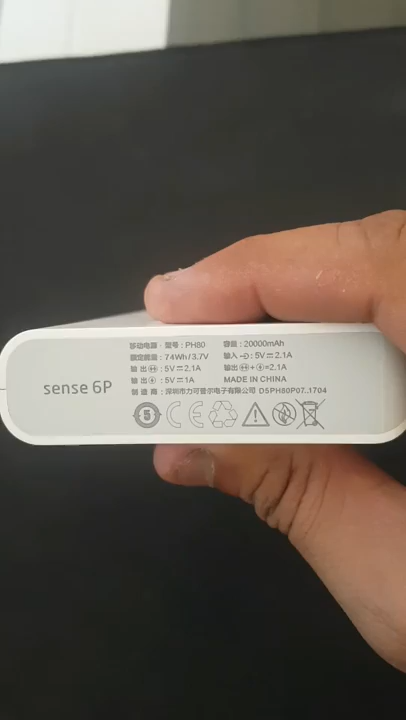 sense 6P
移动电源：型号：PH80 容量：20000mAh
额定能量：74Wh/3.7V 输入 : 5V⎓2.1A
输出 : 5V⎓2.1A 输出 + =2.1A
输出 : 5V⎓1A MADE IN CHINA
制造商：深圳市力可普尔电子有限公司 D5PH80P07..1704
5 CE